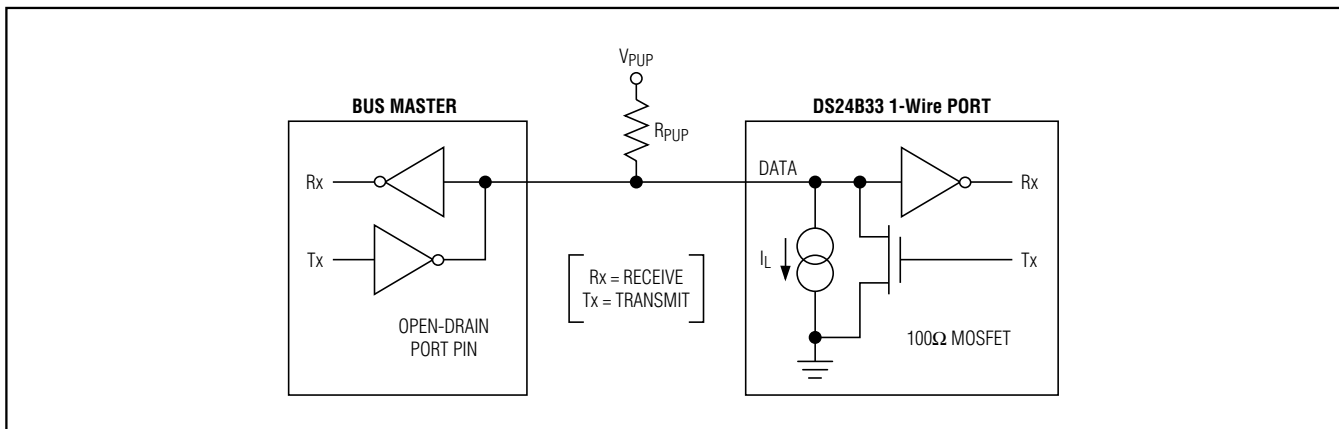 VPUP
BUS MASTER
DS24B33 1-Wire PORT
RPUP
Rx
DATA
Rx
Tx
IL
Tx
Rx = RECEIVE
Tx = TRANSMIT
OPEN-DRAIN
PORT PIN
100Ω MOSFET